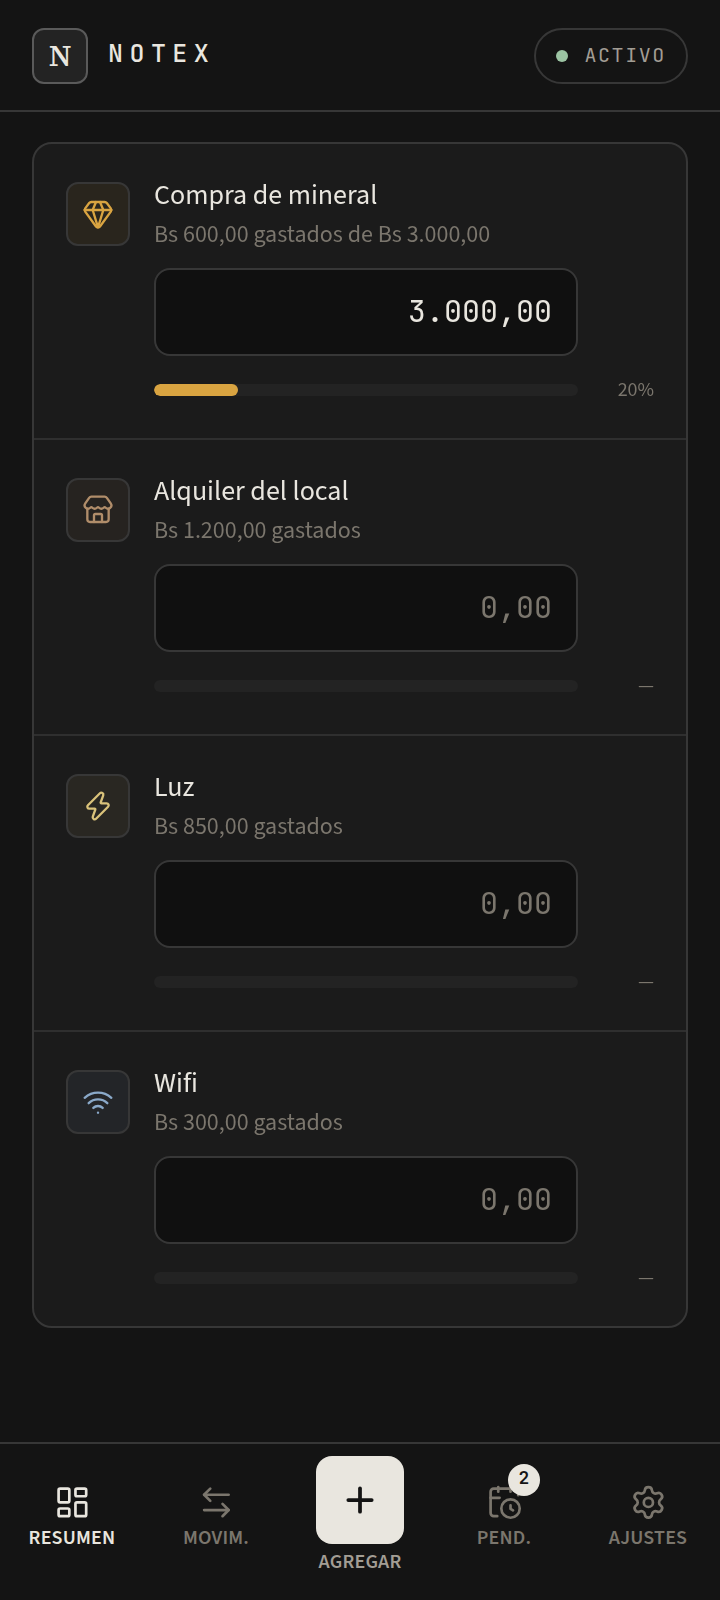 N NOTEX
ACTIVO
Compra de mineral
Bs 600,00 gastados de Bs 3.000,00
3.000,00
20%
Alquiler del local
Bs 1.200,00 gastados
0,00
—
Luz
Bs 850,00 gastados
0,00
—
Wifi
Bs 300,00 gastados
0,00
—
2
RESUMEN
MOVIM.
AGREGAR
PEND.
AJUSTES